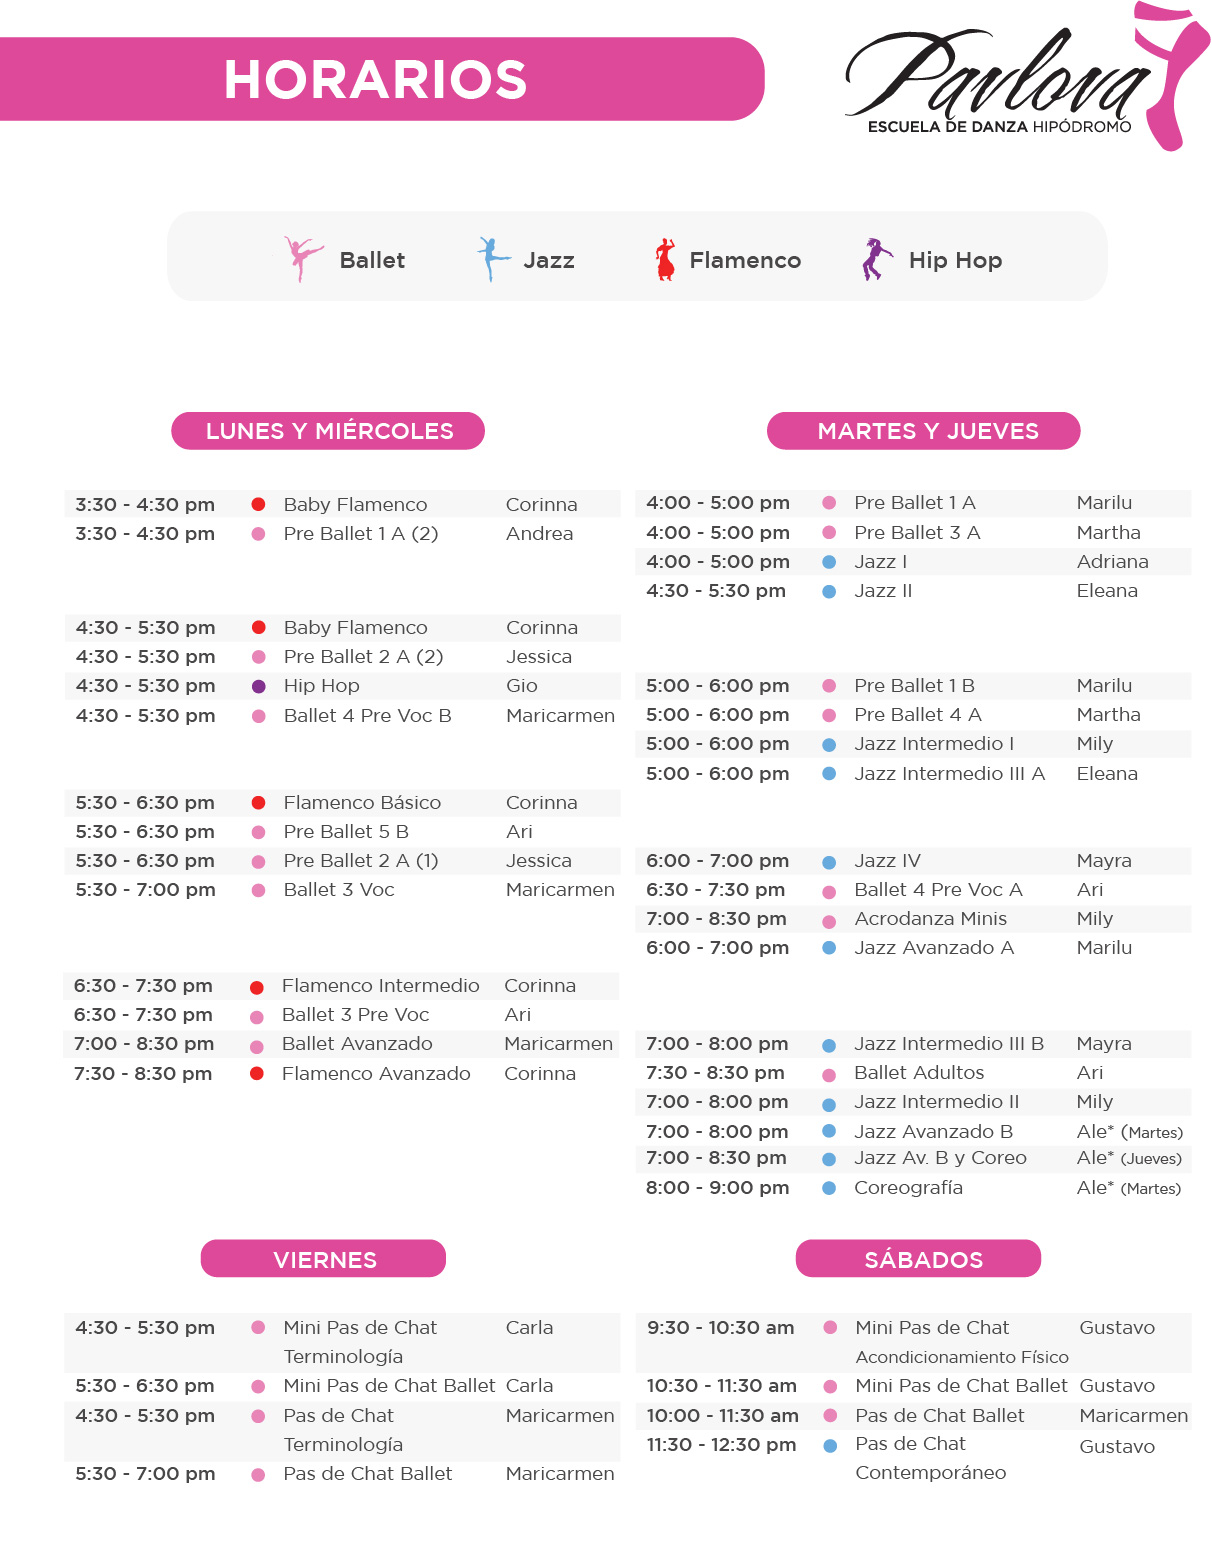 HORARIOS
Pavlova
ESCUELA DE DANZA HIPÓDROMO
Ballet
Jazz
Flamenco
Hip Hop
LUNES Y MIÉRCOLES
3:30 - 4:30 pm Baby Flamenco Corinna
3:30 - 4:30 pm Pre Ballet 1 A (2) Andrea
4:30 - 5:30 pm Baby Flamenco Corinna
4:30 - 5:30 pm Pre Ballet 2 A (2) Jessica
4:30 - 5:30 pm Hip Hop Gio
4:30 - 5:30 pm Ballet 4 Pre Voc B Maricarmen
5:30 - 6:30 pm Flamenco Básico Corinna
5:30 - 6:30 pm Pre Ballet 5 B Ari
5:30 - 6:30 pm Pre Ballet 2 A (1) Jessica
5:30 - 7:00 pm Ballet 3 Voc Maricarmen
6:30 - 7:30 pm Flamenco Intermedio Corinna
6:30 - 7:30 pm Ballet 3 Pre Voc Ari
7:00 - 8:30 pm Ballet Avanzado Maricarmen
7:30 - 8:30 pm Flamenco Avanzado Corinna
MARTES Y JUEVES
4:00 - 5:00 pm Pre Ballet 1 A Marilu
4:00 - 5:00 pm Pre Ballet 3 A Martha
4:00 - 5:00 pm Jazz I Adriana
4:30 - 5:30 pm Jazz II Eleana
5:00 - 6:00 pm Pre Ballet 1 B Marilu
5:00 - 6:00 pm Pre Ballet 4 A Martha
5:00 - 6:00 pm Jazz Intermedio I Mily
5:00 - 6:00 pm Jazz Intermedio III A Eleana
6:00 - 7:00 pm Jazz IV Mayra
6:30 - 7:30 pm Ballet 4 Pre Voc A Ari
7:00 - 8:30 pm Acrodanza Minis Mily
6:00 - 7:00 pm Jazz Avanzado A Marilu
7:00 - 8:00 pm Jazz Intermedio III B Mayra
7:30 - 8:30 pm Ballet Adultos Ari
7:00 - 8:00 pm Jazz Intermedio II Mily
7:00 - 8:00 pm Jazz Avanzado B Ale* (Martes)
7:00 - 8:30 pm Jazz Av. B y Coreo Ale* (Jueves)
8:00 - 9:00 pm Coreografía Ale* (Martes)
VIERNES
4:30 - 5:30 pm Mini Pas de Chat Carla
Terminología
5:30 - 6:30 pm Mini Pas de Chat Ballet Carla
4:30 - 5:30 pm Pas de Chat Maricarmen
Terminología
5:30 - 7:00 pm Pas de Chat Ballet Maricarmen
SÁBADOS
9:30 - 10:30 am Mini Pas de Chat Gustavo
Acondicionamiento Físico
10:30 - 11:30 am Mini Pas de Chat Ballet Gustavo
10:00 - 11:30 am Pas de Chat Ballet Maricarmen
11:30 - 12:30 pm Pas de Chat Gustavo
Contemporáneo